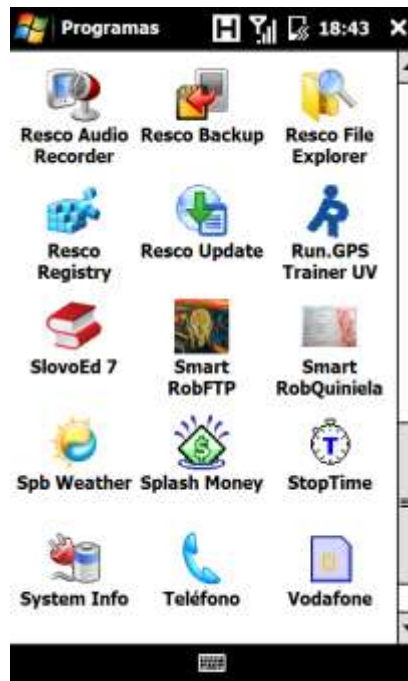 Programas H 18:43
Resco Audio Recorder
Resco Backup
Resco File Explorer
Resco Registry
Resco Update
Run.GPS Trainer UV
SlovoEd 7
Smart RobFTP
Smart RobQuiniela
Spb Weather
Splash Money
StopTime
System Info
Teléfono
Vodafone